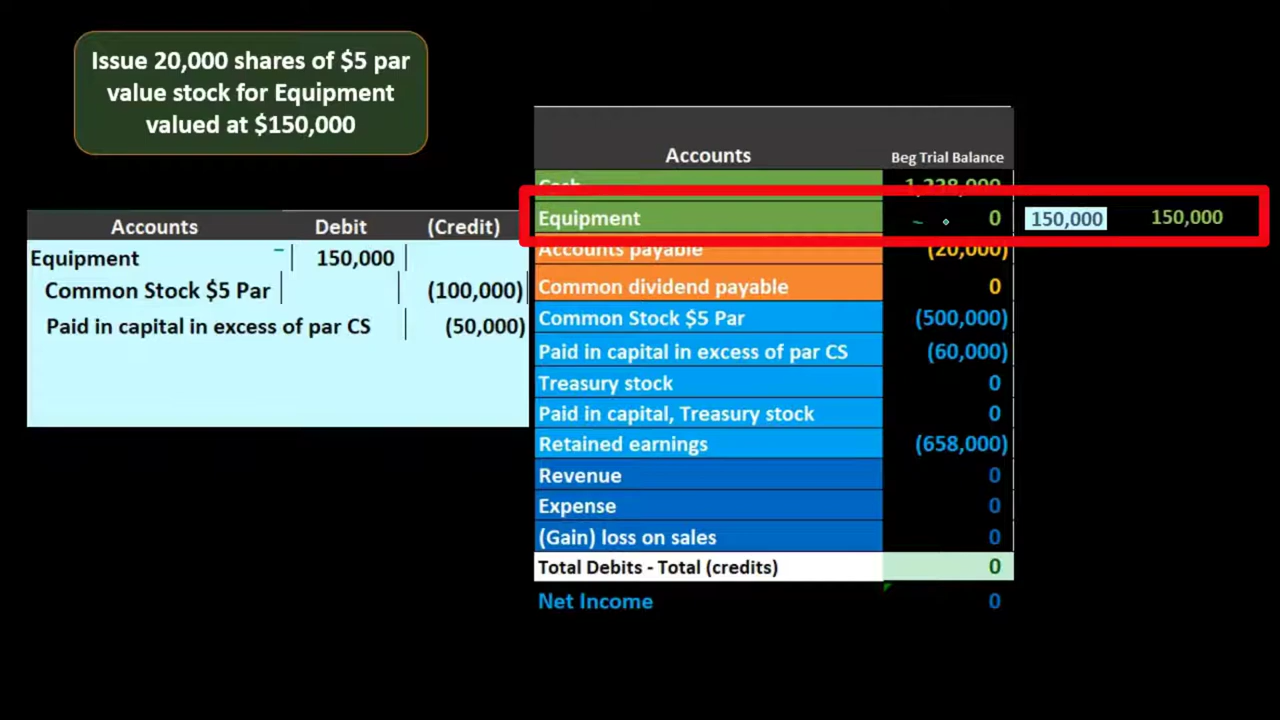 Issue 20,000 shares of $5 par
value stock for Equipment
valued at $150,000
Accounts Debit (Credit)
Equipment 150,000
Common Stock $5 Par (100,000)
Paid in capital in excess of par CS (50,000)
Accounts Beg Trial Balance
Cash 1,238,000
Equipment 0 150,000 150,000
Accounts payable (20,000)
Common dividend payable 0
Common Stock $5 Par (500,000)
Paid in capital in excess of par CS (60,000)
Treasury stock 0
Paid in capital, Treasury stock 0
Retained earnings (658,000)
Revenue 0
Expense 0
(Gain) loss on sales 0
Total Debits - Total (credits) 0
Net Income 0